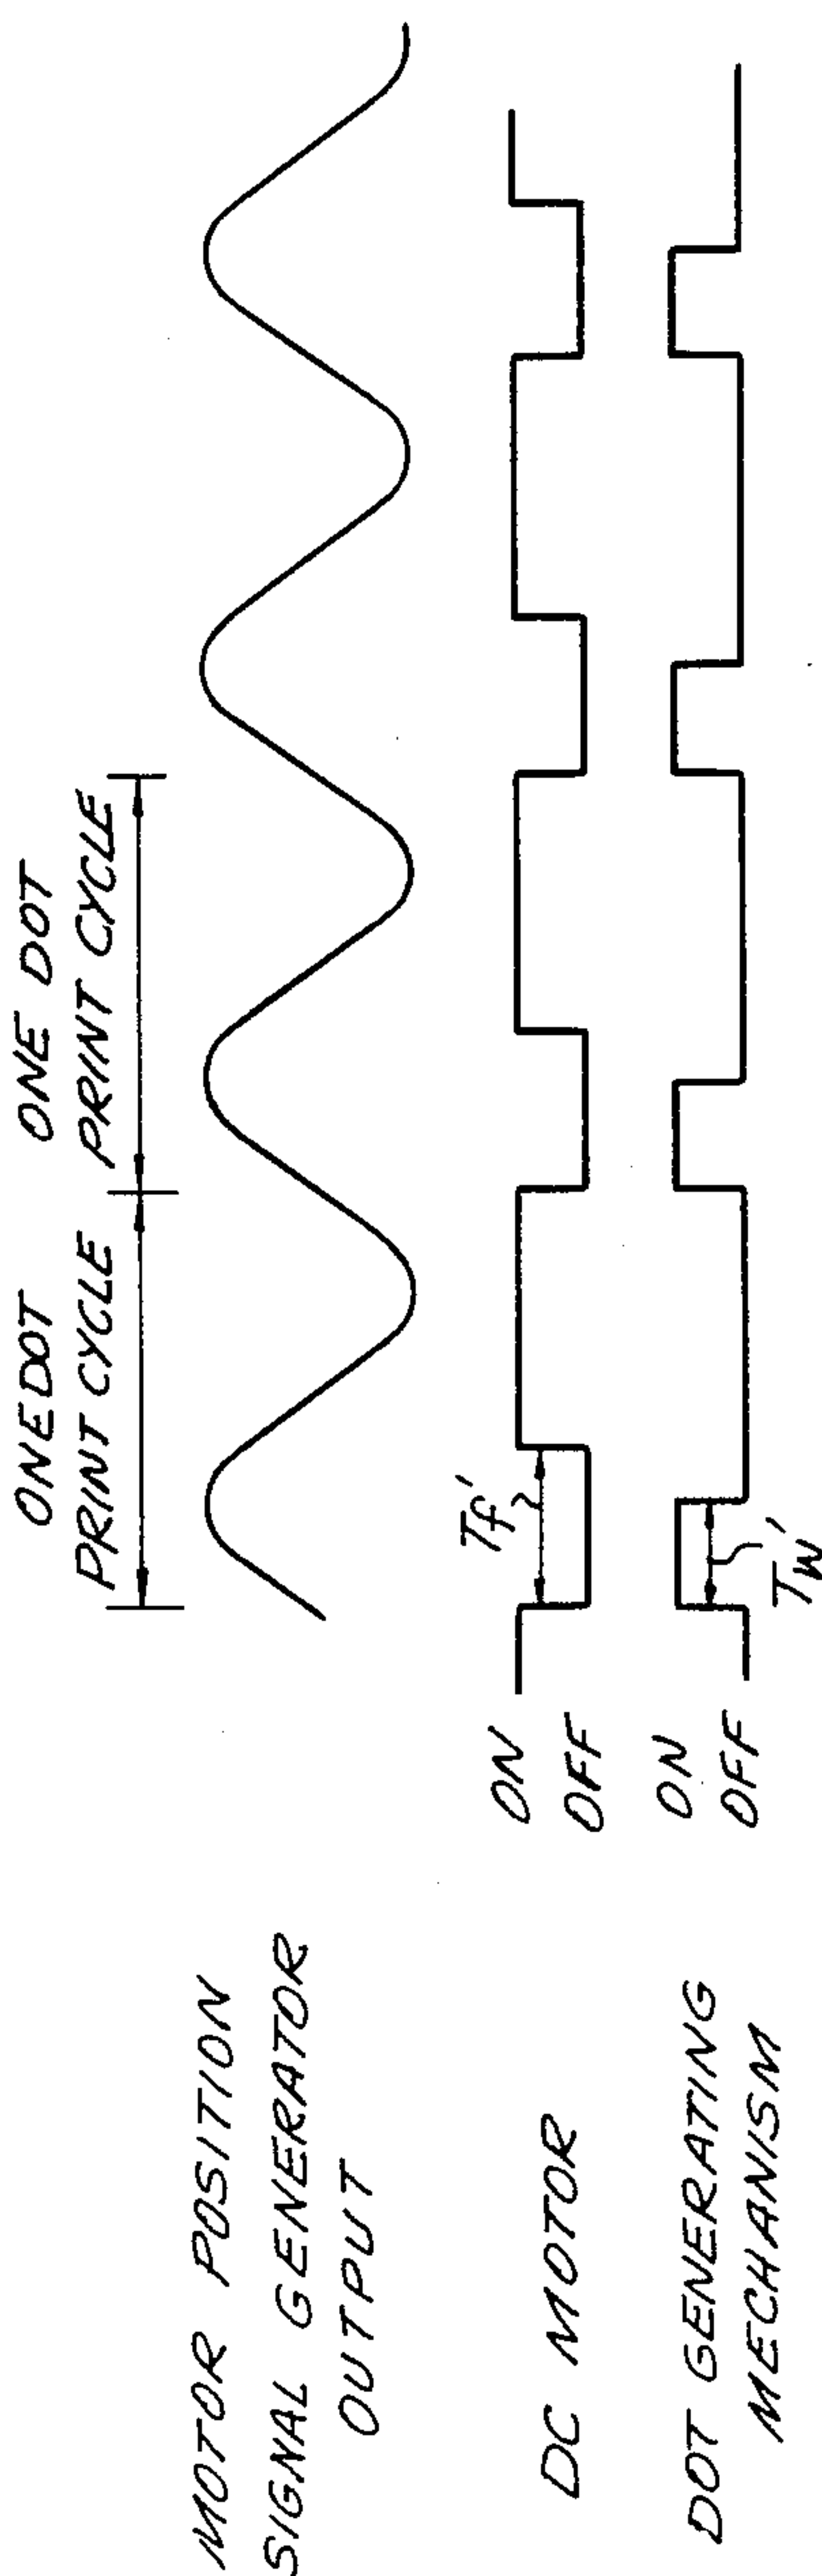 ONE DOT
PRINT CYCLE
ONE DOT
PRINT CYCLE
MOTOR POSITION
SIGNAL GENERATOR
OUTPUT
DC MOTOR
ON
OFF
Tf'
DOT GENERATING
MECHANISM
ON
OFF
Tw'